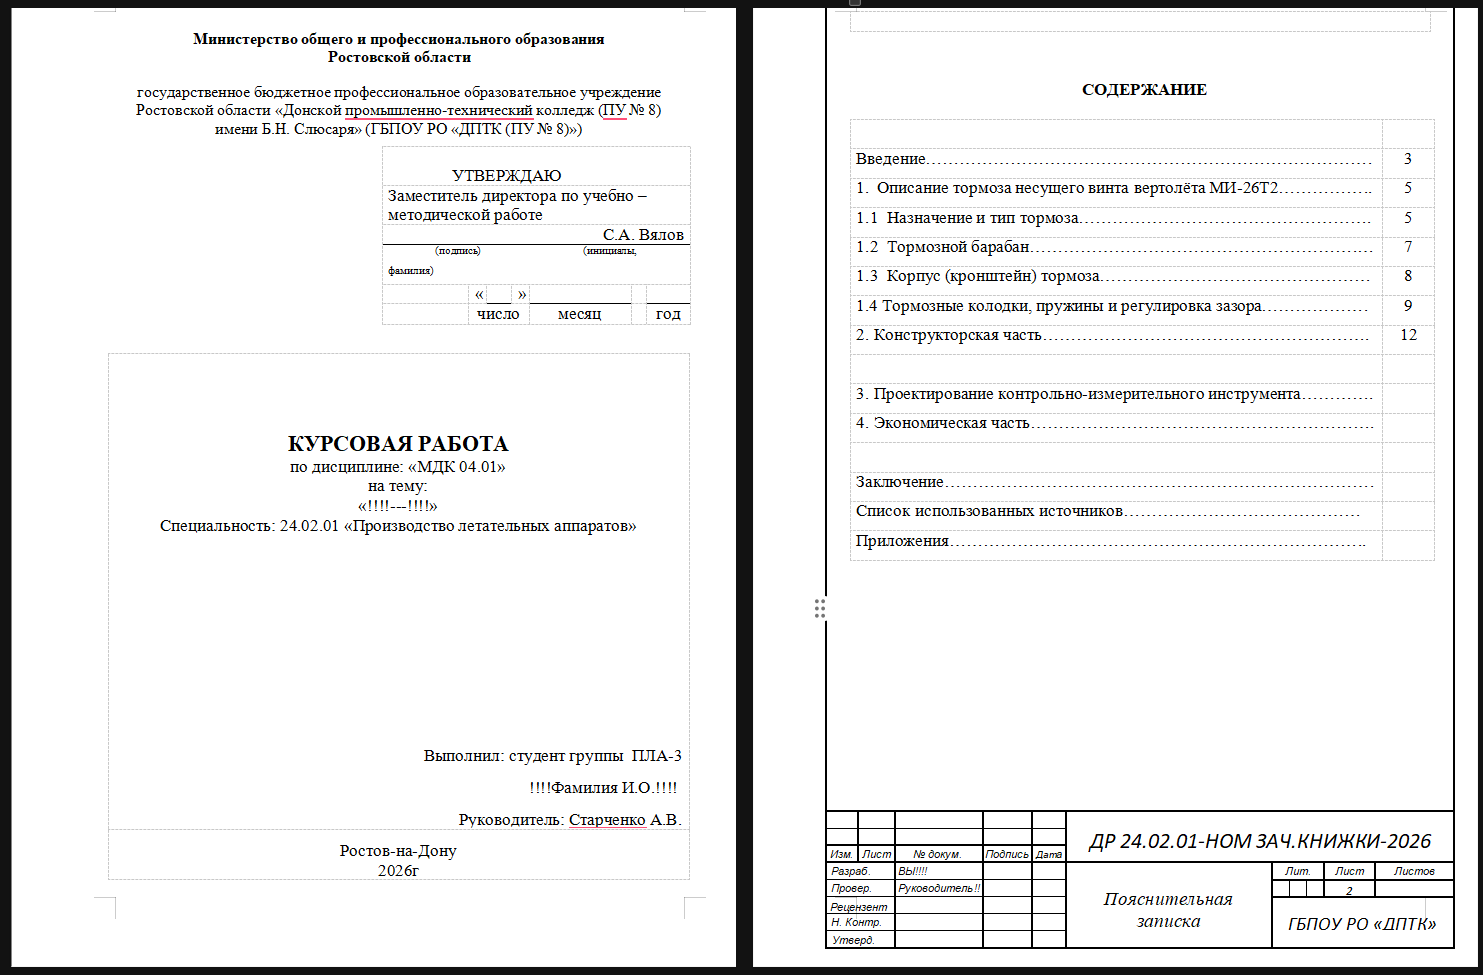 Министерство общего и профессионального образования
Ростовской области
государственное бюджетное профессиональное образовательное учреждение
Ростовской области «Донской промышленно-технический колледж (ПУ № 8)
имени Б.Н. Слюсаря» (ГБПОУ РО «ДПТК (ПУ № 8)»)
УТВЕРЖДАЮ
Заместитель директора по учебно –
методической работе
С.А. Вялов
(подпись) (инициалы,
фамилия)
« »
число месяц год
КУРСОВАЯ РАБОТА
по дисциплине: «МДК 04.01»
на тему:
«!!!!---!!!!»
Специальность: 24.02.01 «Производство летательных аппаратов»
Выполнил: студент группы ПЛА-3
!!!!Фамилия И.О.!!!!
Руководитель: Старченко А.В.
Ростов-на-Дону
2026г
СОДЕРЖАНИЕ
Введение………………………………………………………………………… 3
1. Описание тормоза несущего винта вертолёта МИ-26Т2…………….. 5
1.1 Назначение и тип тормоза……………………………………………… 5
1.2 Тормозной барабан……………………………………………………… 7
1.3 Корпус (кронштейн) тормоза…………………………………………… 8
1.4 Тормозные колодки, пружины и регулировка зазора……………… 9
2. Конструкторская часть…………………………………………………… 12
3. Проектирование контрольно-измерительного инструмента………….
4. Экономическая часть……………………………………………………….
Заключение………………………………………………………………………
Список использованных источников……………………………………
Приложения…………………………………………………………………..
Изм. Лист № докум. Подпись Дата
ДР 24.02.01-НОМ ЗАЧ.КНИЖКИ-2026
Разраб. ВЫ!!!!
Провер. Руководитель!!
Рецензент
Н. Контр.
Утверд.
Пояснительная
записка
Лит. Лист Листов
2
ГБПОУ РО «ДПТК»